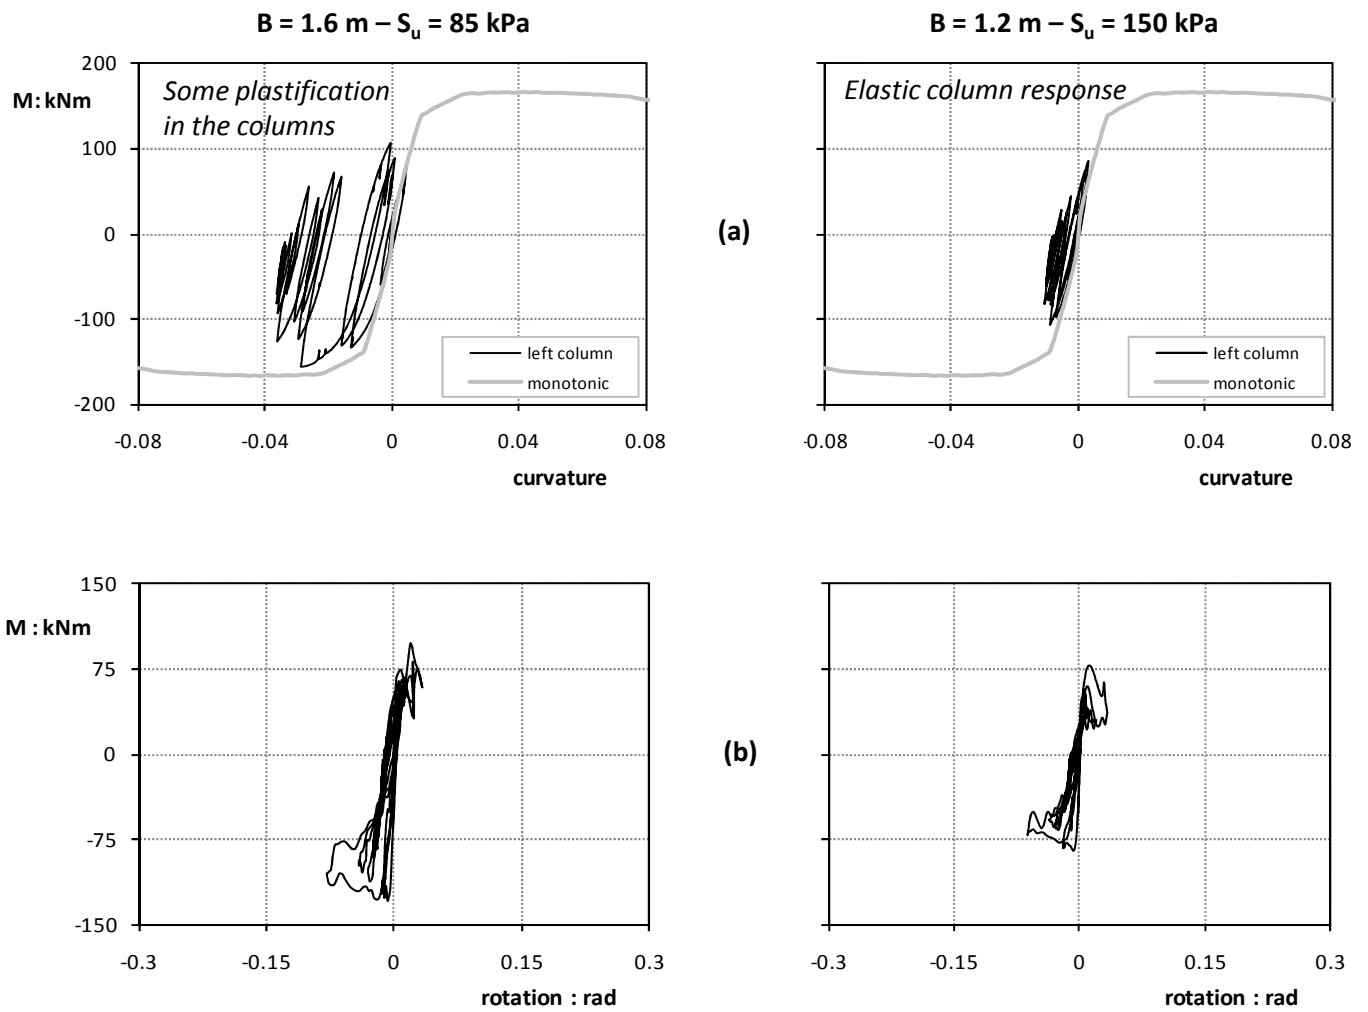 B = 1.6 m – Su = 85 kPa
B = 1.2 m – Su = 150 kPa
M: kNm
200
100
0
-100
-200
Some plastification
in the columns
left column
monotonic
-0.08
-0.04
0
0.04
0.08
curvature
(a)
Elastic column response
left column
monotonic
-0.08
-0.04
0
0.04
0.08
curvature
M : kNm
150
75
0
-75
-150
-0.3
-0.15
0
0.15
0.3
rotation : rad
(b)
-0.3
-0.15
0
0.15
0.3
rotation : rad